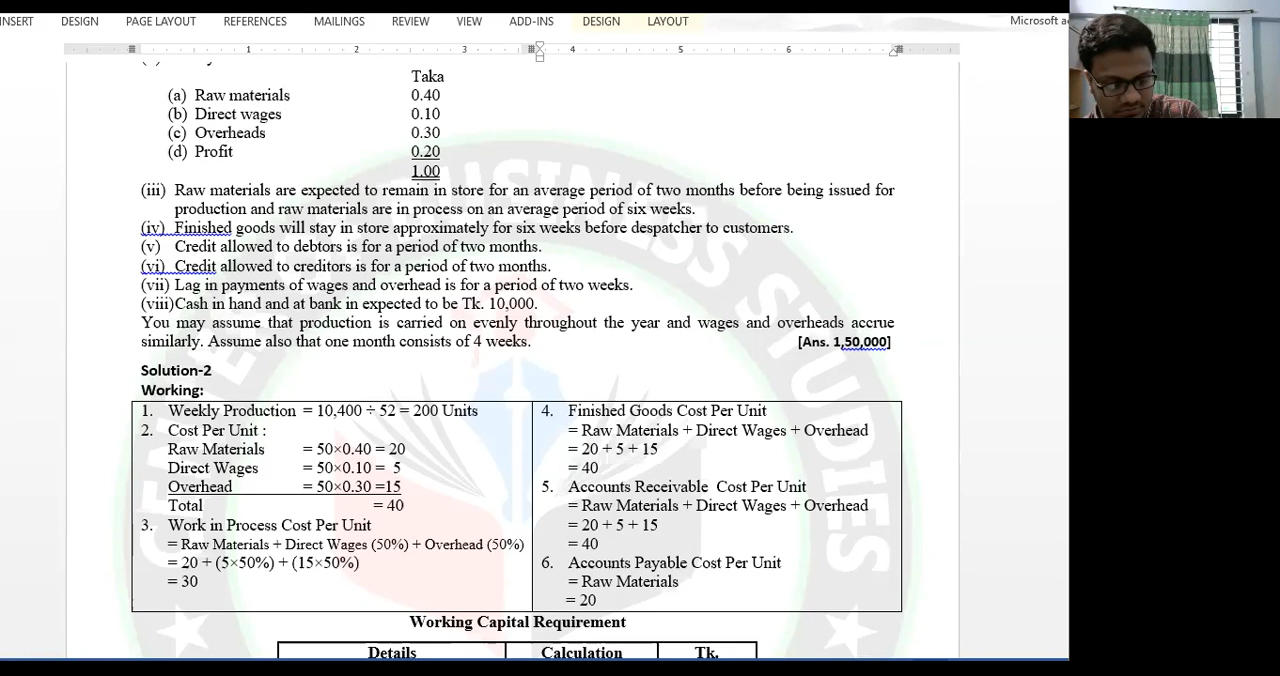 INSERT DESIGN PAGE LAYOUT REFERENCES MAILINGS REVIEW VIEW ADD-INS DESIGN LAYOUT Microsoft ac
1 2 3 4 5 6
Taka
(a) Raw materials 0.40
(b) Direct wages 0.10
(c) Overheads 0.30
(d) Profit 0.20
1.00
(iii) Raw materials are expected to remain in store for an average period of two months before being issued for
production and raw materials are in process on an average period of six weeks.
(iv) Finished goods will stay in store approximately for six weeks before despatcher to customers.
(v) Credit allowed to debtors is for a period of two months.
(vi) Credit allowed to creditors is for a period of two months.
(vii) Lag in payments of wages and overhead is for a period of two weeks.
(viii)Cash in hand and at bank in expected to be Tk. 10,000.
You may assume that production is carried on evenly throughout the year and wages and overheads accrue
similarly. Assume also that one month consists of 4 weeks. [Ans. 1,50,000]
Solution-2
Working:
1. Weekly Production = 10,400 ÷ 52 = 200 Units
2. Cost Per Unit :
Raw Materials = 50×0.40 = 20
Direct Wages = 50×0.10 = 5
Overhead = 50×0.30 =15
Total = 40
3. Work in Process Cost Per Unit
= Raw Materials + Direct Wages (50%) + Overhead (50%)
= 20 + (5×50%) + (15×50%)
= 30
4. Finished Goods Cost Per Unit
= Raw Materials + Direct Wages + Overhead
= 20 + 5 + 15
= 40
5. Accounts Receivable Cost Per Unit
= Raw Materials + Direct Wages + Overhead
= 20 + 5 + 15
= 40
6. Accounts Payable Cost Per Unit
= Raw Materials
= 20
Working Capital Requirement
Details Calculation Tk.
BUSINESS STUDIES